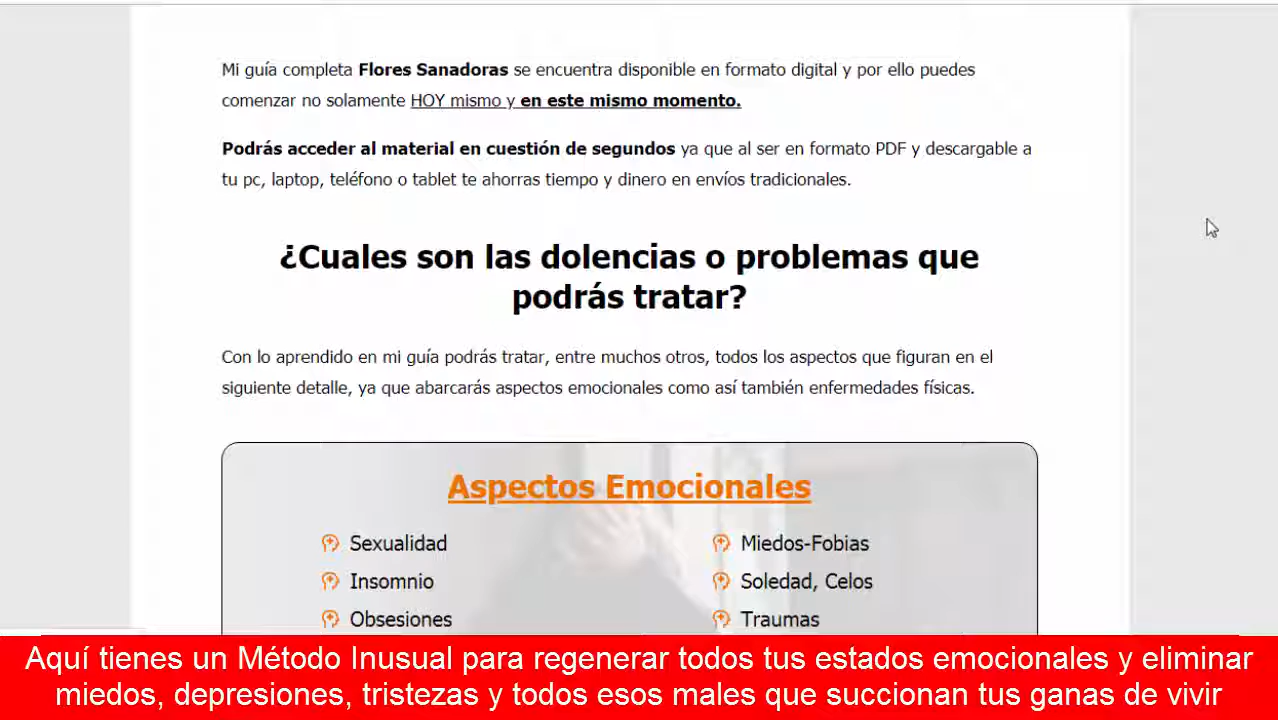 Mi guía completa Flores Sanadoras se encuentra disponible en formato digital y por ello puedes
comenzar no solamente HOY mismo y en este mismo momento.
Podrás acceder al material en cuestión de segundos ya que al ser en formato PDF y descargable a
tu pc, laptop, teléfono o tablet te ahorras tiempo y dinero en envíos tradicionales.
¿Cuales son las dolencias o problemas que
podrás tratar?
Con lo aprendido en mi guía podrás tratar, entre muchos otros, todos los aspectos que figuran en el
siguiente detalle, ya que abarcarás aspectos emocionales como así también enfermedades físicas.
Aspectos Emocionales
Sexualidad
Miedos-Fobias
Insomnio
Soledad, Celos
Obsesiones
Traumas
Aquí tienes un Método Inusual para regenerar todos tus estados emocionales y eliminar
miedos, depresiones, tristezas y todos esos males que succionan tus ganas de vivir